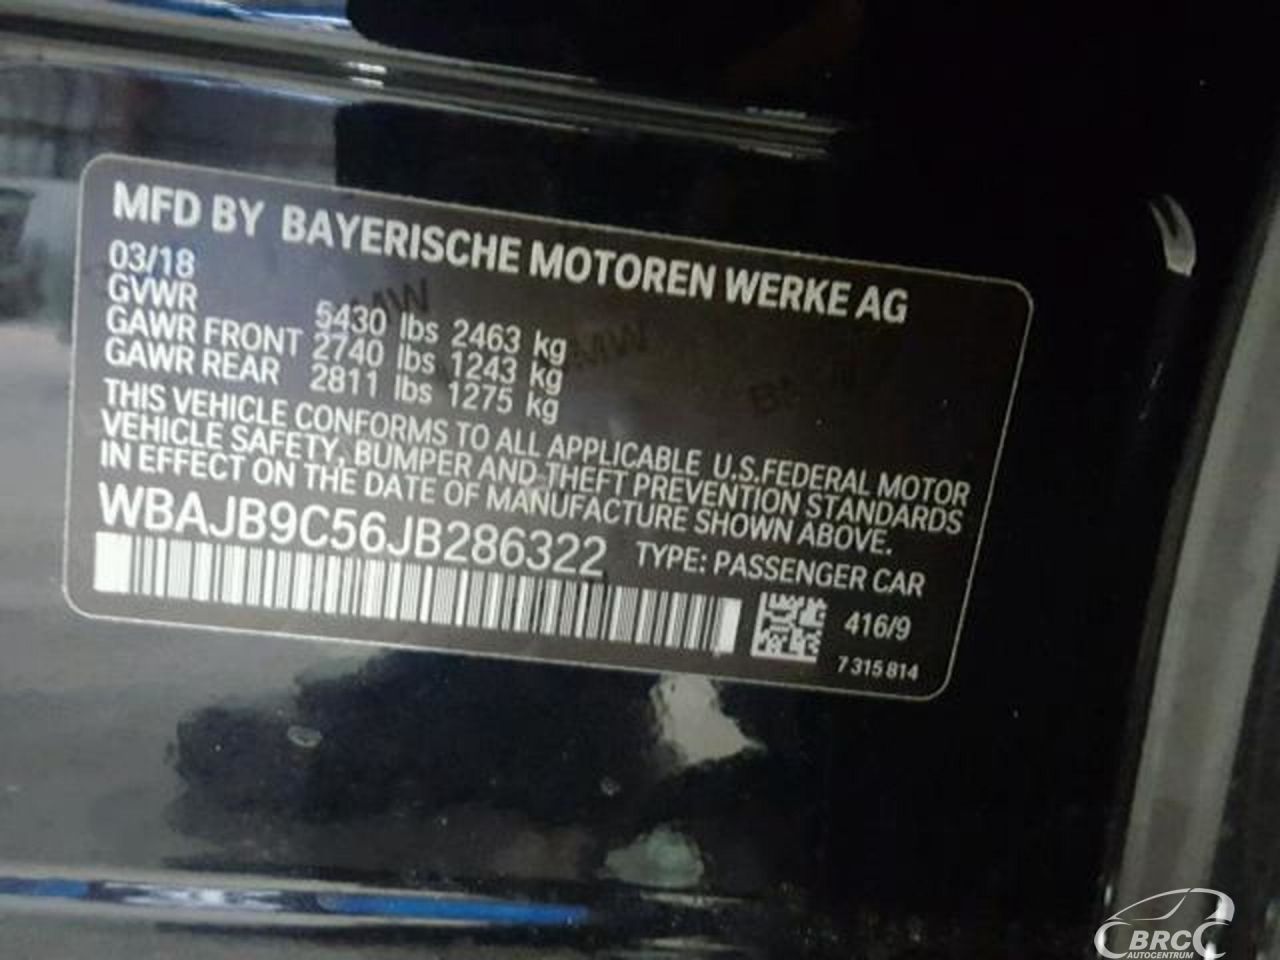 MFD BY BAYERISCHE MOTOREN WERKE AG
03/18
GVWR 5430 lbs 2463 kg
GAWR FRONT 2740 lbs 1243 kg
GAWR REAR 2811 lbs 1275 kg
THIS VEHICLE CONFORMS TO ALL APPLICABLE U.S.FEDERAL MOTOR
VEHICLE SAFETY, BUMPER AND THEFT PREVENTION STANDARDS
IN EFFECT ON THE DATE OF MANUFACTURE SHOWN ABOVE.
WBAJB9C56JB286322 TYPE: PASSENGER CAR
416/9
7 315 814
BRC
AUTOCENTRUM